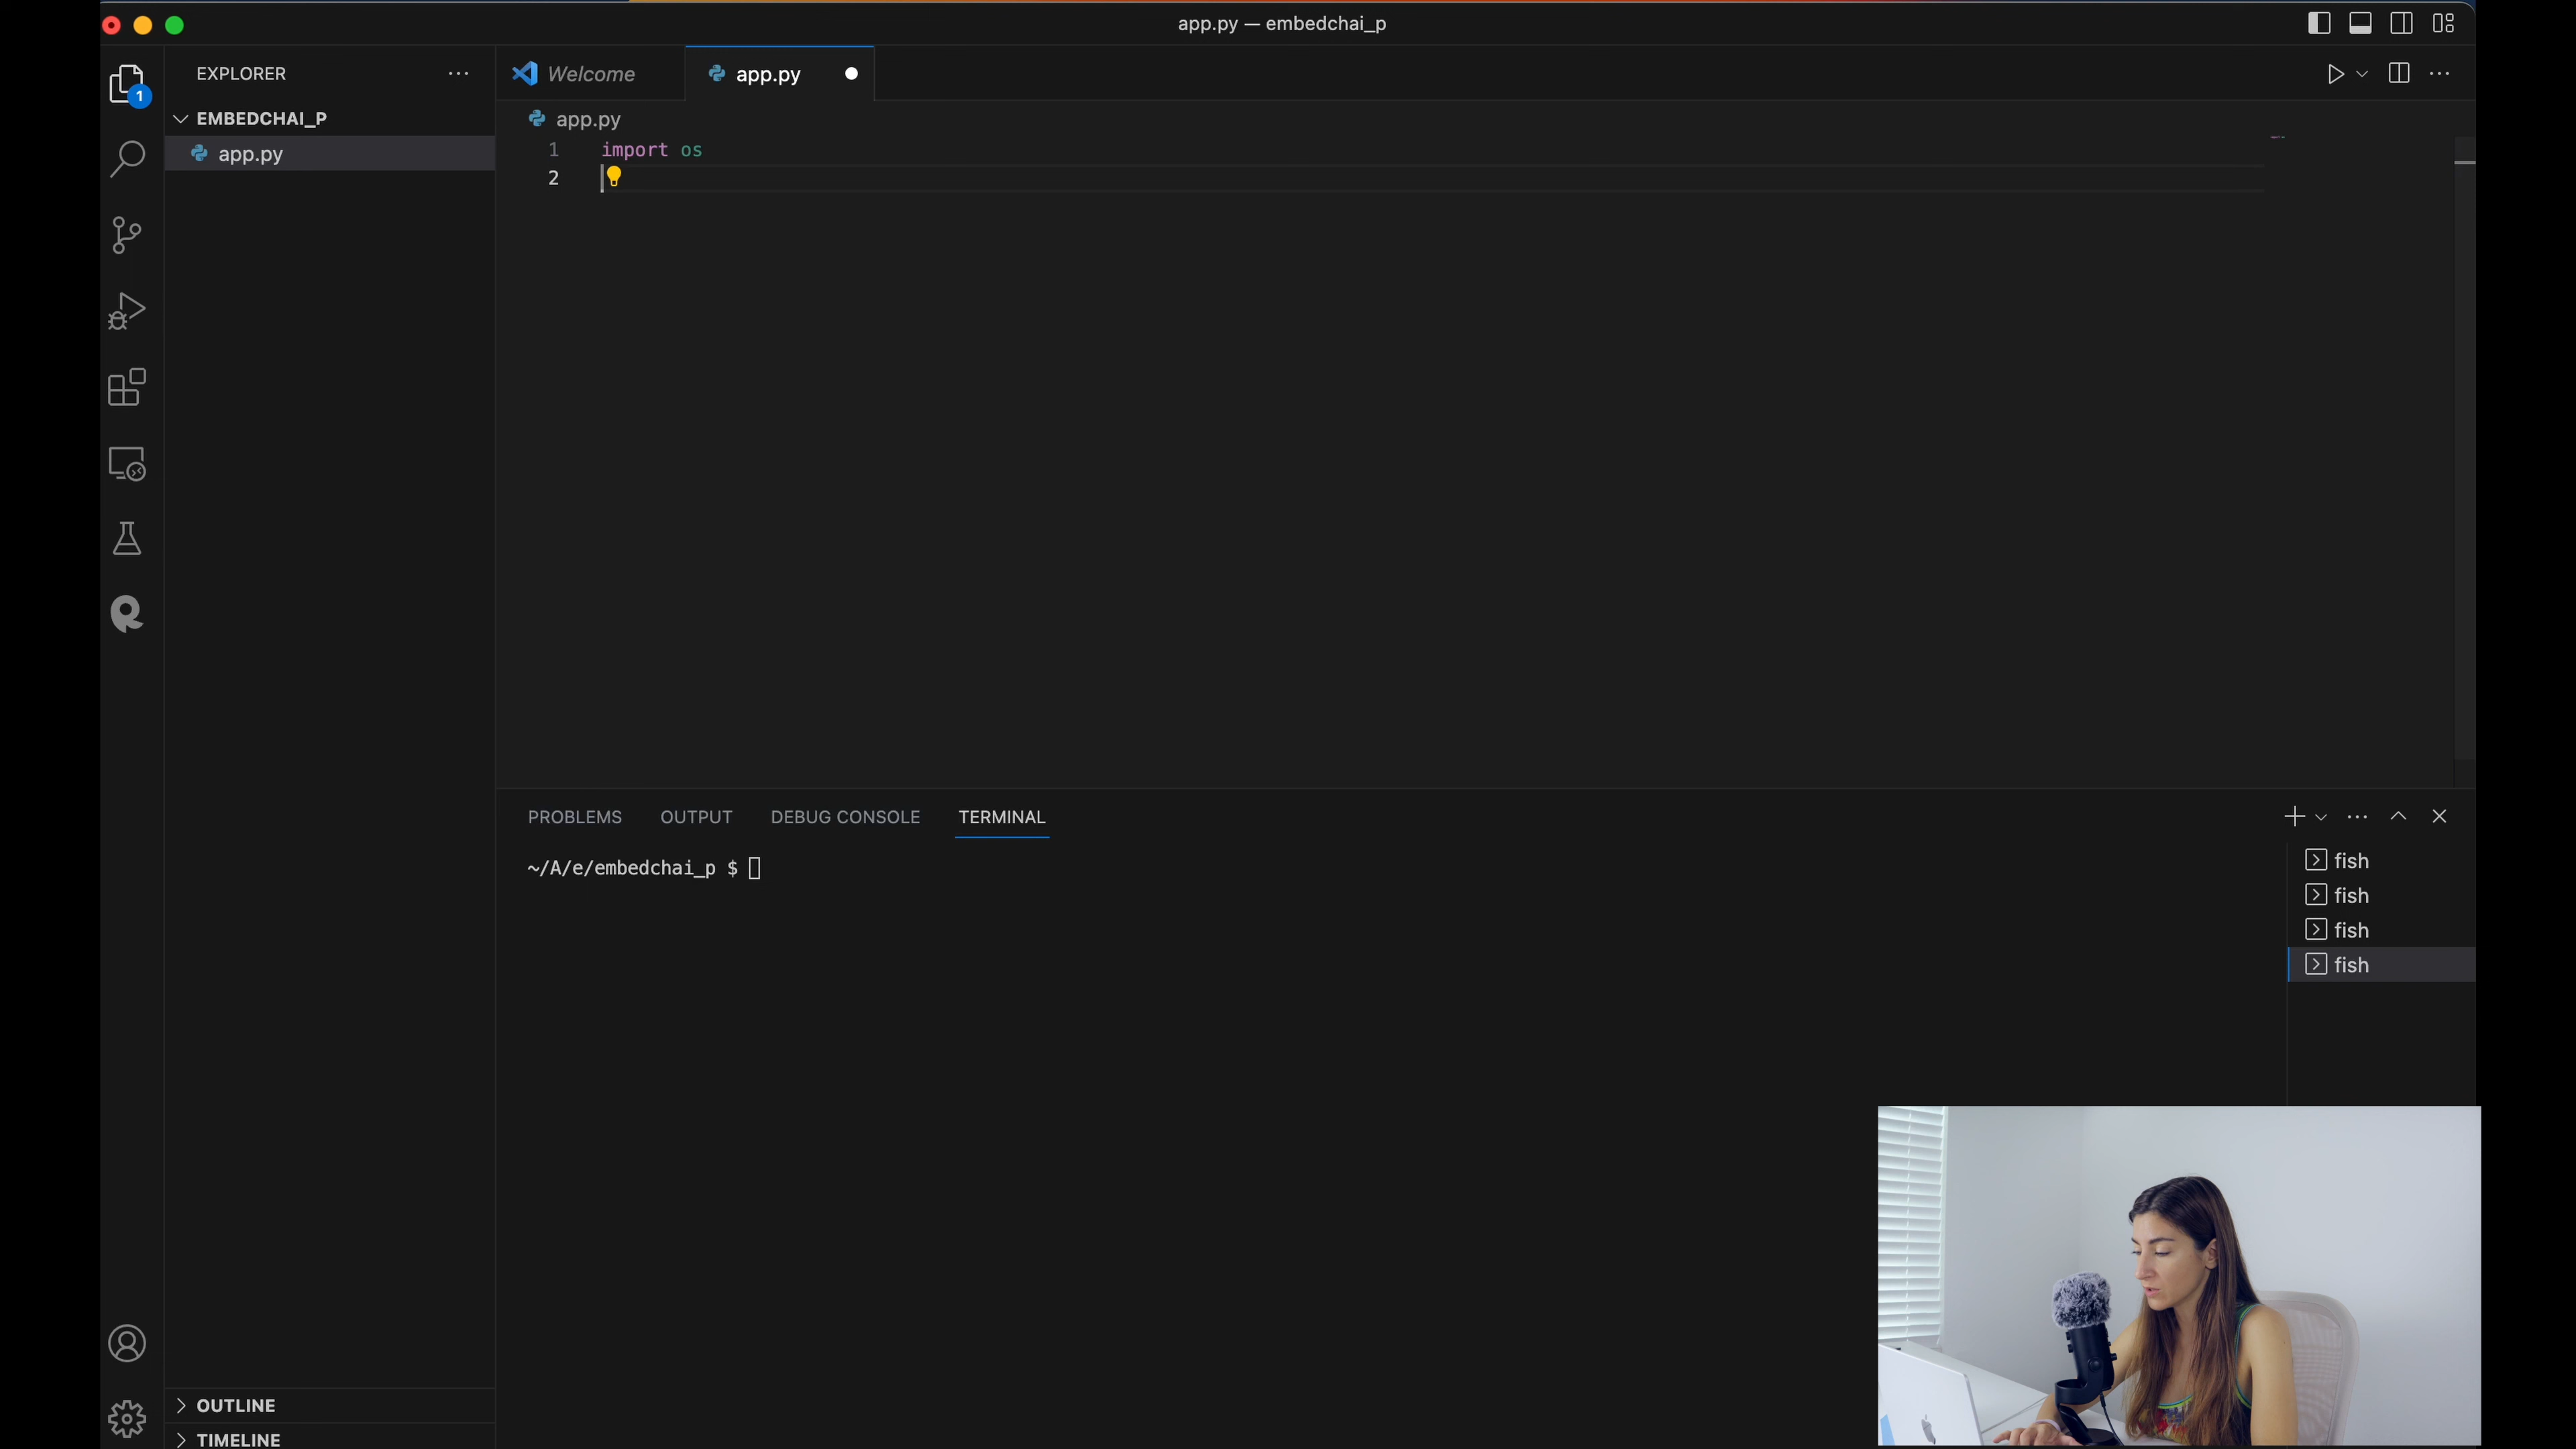 app.py — embedchai_p
EXPLORER
Welcome
app.py
1
EMBEDCHAI_P
app.py
app.py
1 import os
2
PROBLEMS OUTPUT DEBUG CONSOLE TERMINAL
~/A/e/embedchai_p $
fish
fish
fish
fish
OUTLINE
TIMELINE